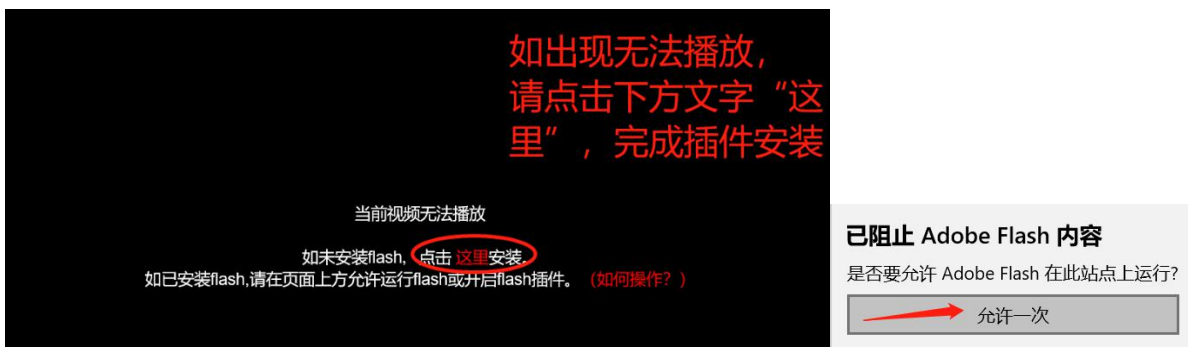 如出现无法播放，
请点击下方文字“这
里”，完成插件安装
当前视频无法播放
如未安装flash, 点击 这里安装。
如已安装flash,请在页面上方允许运行flash或开启flash插件。（如何操作？）
已阻止 Adobe Flash 内容
是否要允许 Adobe Flash 在此站点上运行?
允许一次